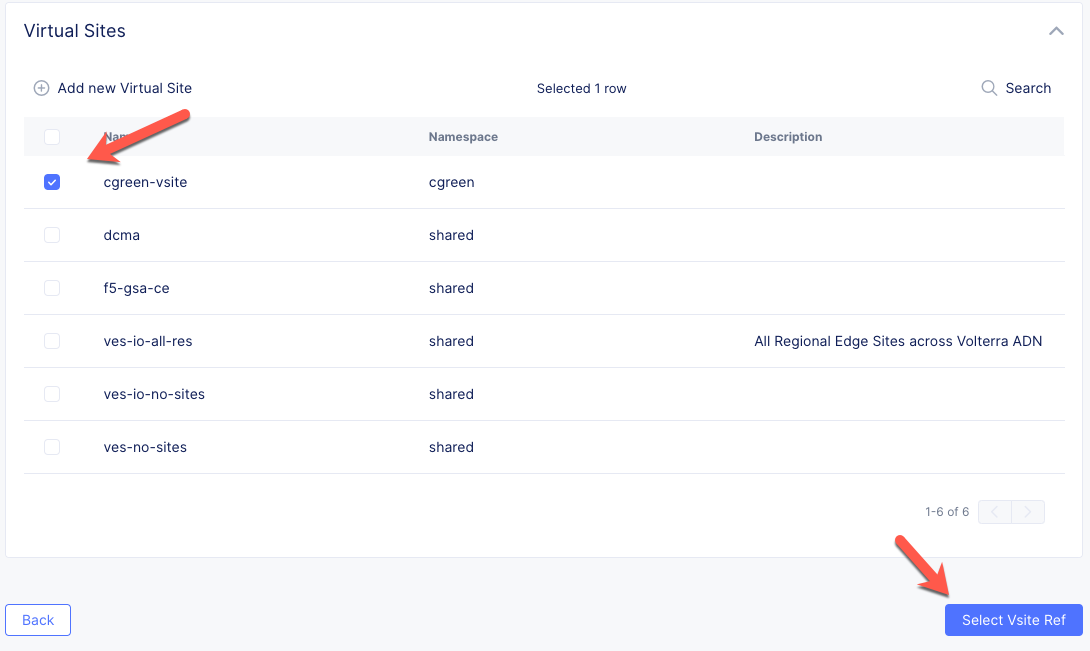 Virtual Sites
Add new Virtual Site
Selected 1 row
Search
Name Namespace Description
cgreen-vsite cgreen
dcma shared
f5-gsa-ce shared
ves-io-all-res shared All Regional Edge Sites across Volterra ADN
ves-io-no-sites shared
ves-no-sites shared
1-6 of 6
Back
Select Vsite Ref